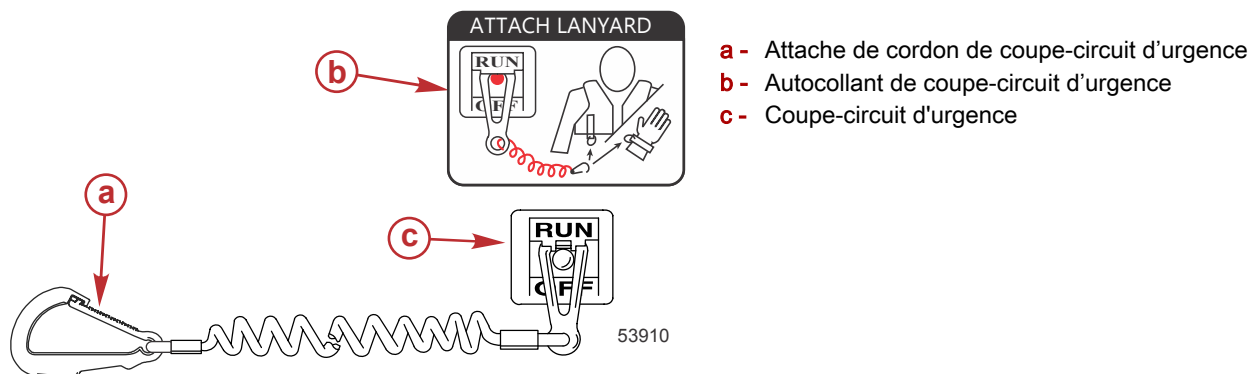 ATTACH LANYARD
RUN
OFF
b
a - Attache de cordon de coupe-circuit d’urgence
b - Autocollant de coupe-circuit d’urgence
c - Coupe-circuit d'urgence
a
c
RUN
OFF
53910